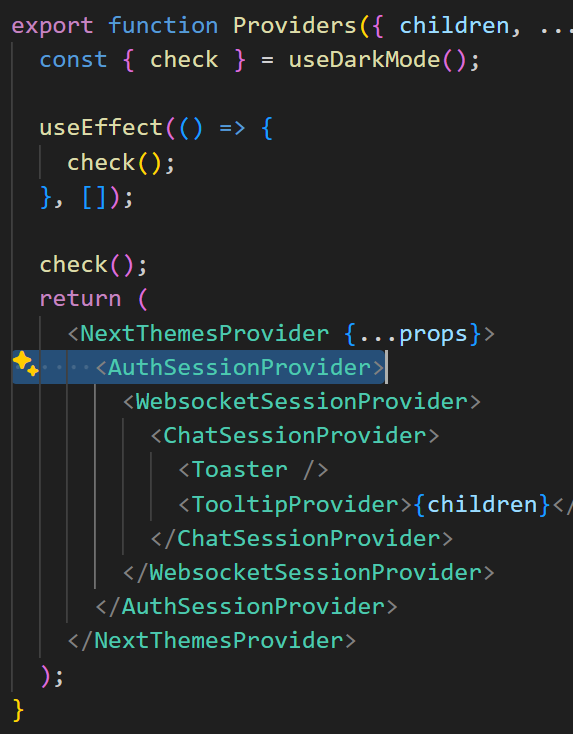 export function Providers({ children, ...
const { check } = useDarkMode();
useEffect(() => {
check();
}, []);
check();
return (
<NextThemesProvider {...props}>
<AuthSessionProvider>
<WebsocketSessionProvider>
<ChatSessionProvider>
<Toaster />
<TooltipProvider>{children}</
</ChatSessionProvider>
</WebsocketSessionProvider>
</AuthSessionProvider>
</NextThemesProvider>
);
}